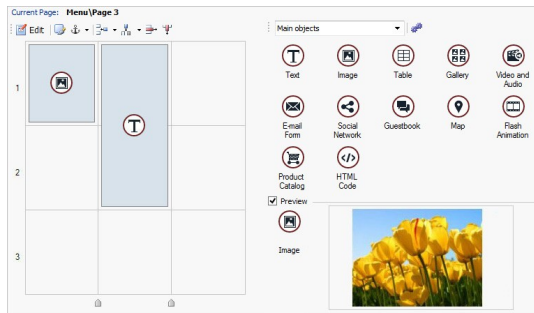 Current Page: Menu\Page 3
Edit
Main objects
1
2
3
T
T
Text
Image
Table
Gallery
Video and
Audio
E-mail
Form
Social
Network
Guestbook
Map
Flash
Animation
Product
Catalog
</>
HTML
Code
Preview
Image